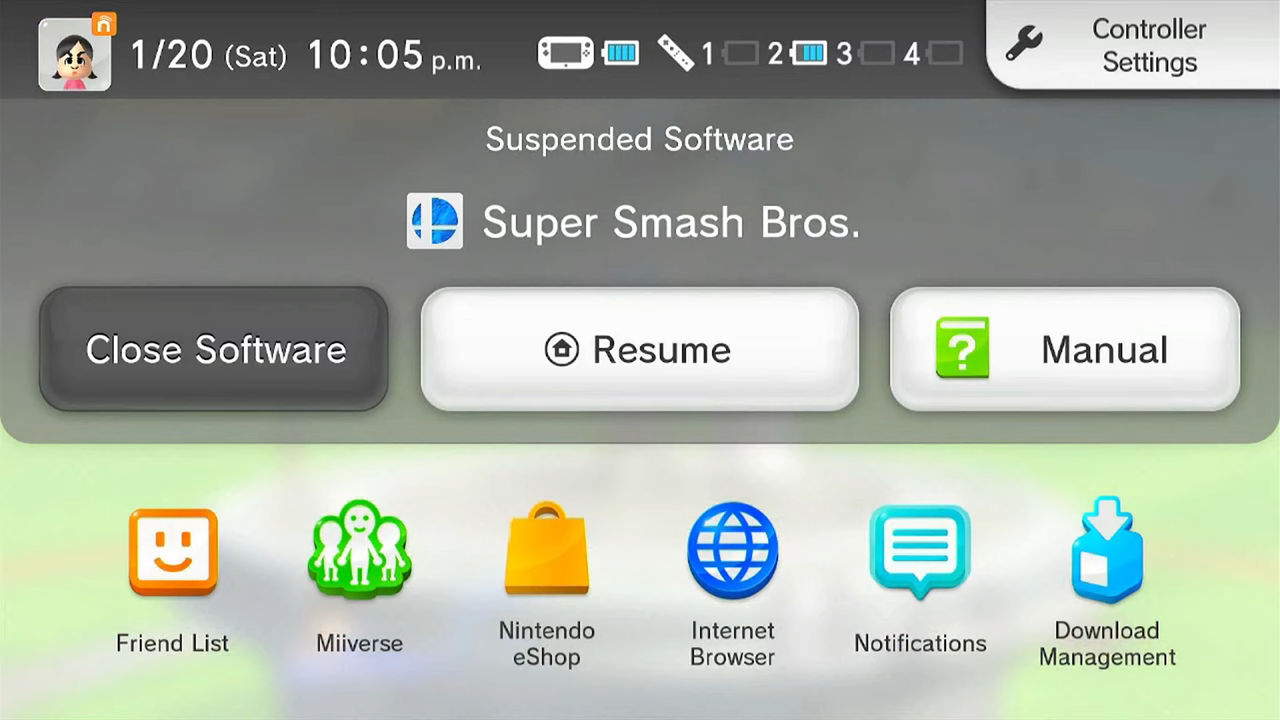 1/20 (Sat) 10:05 p.m.
1 2 3 4
Controller
Settings
Suspended Software
Super Smash Bros.
Close Software
Resume
? Manual
Friend List
Miiverse
Nintendo
eShop
Internet
Browser
Notifications
Download
Management